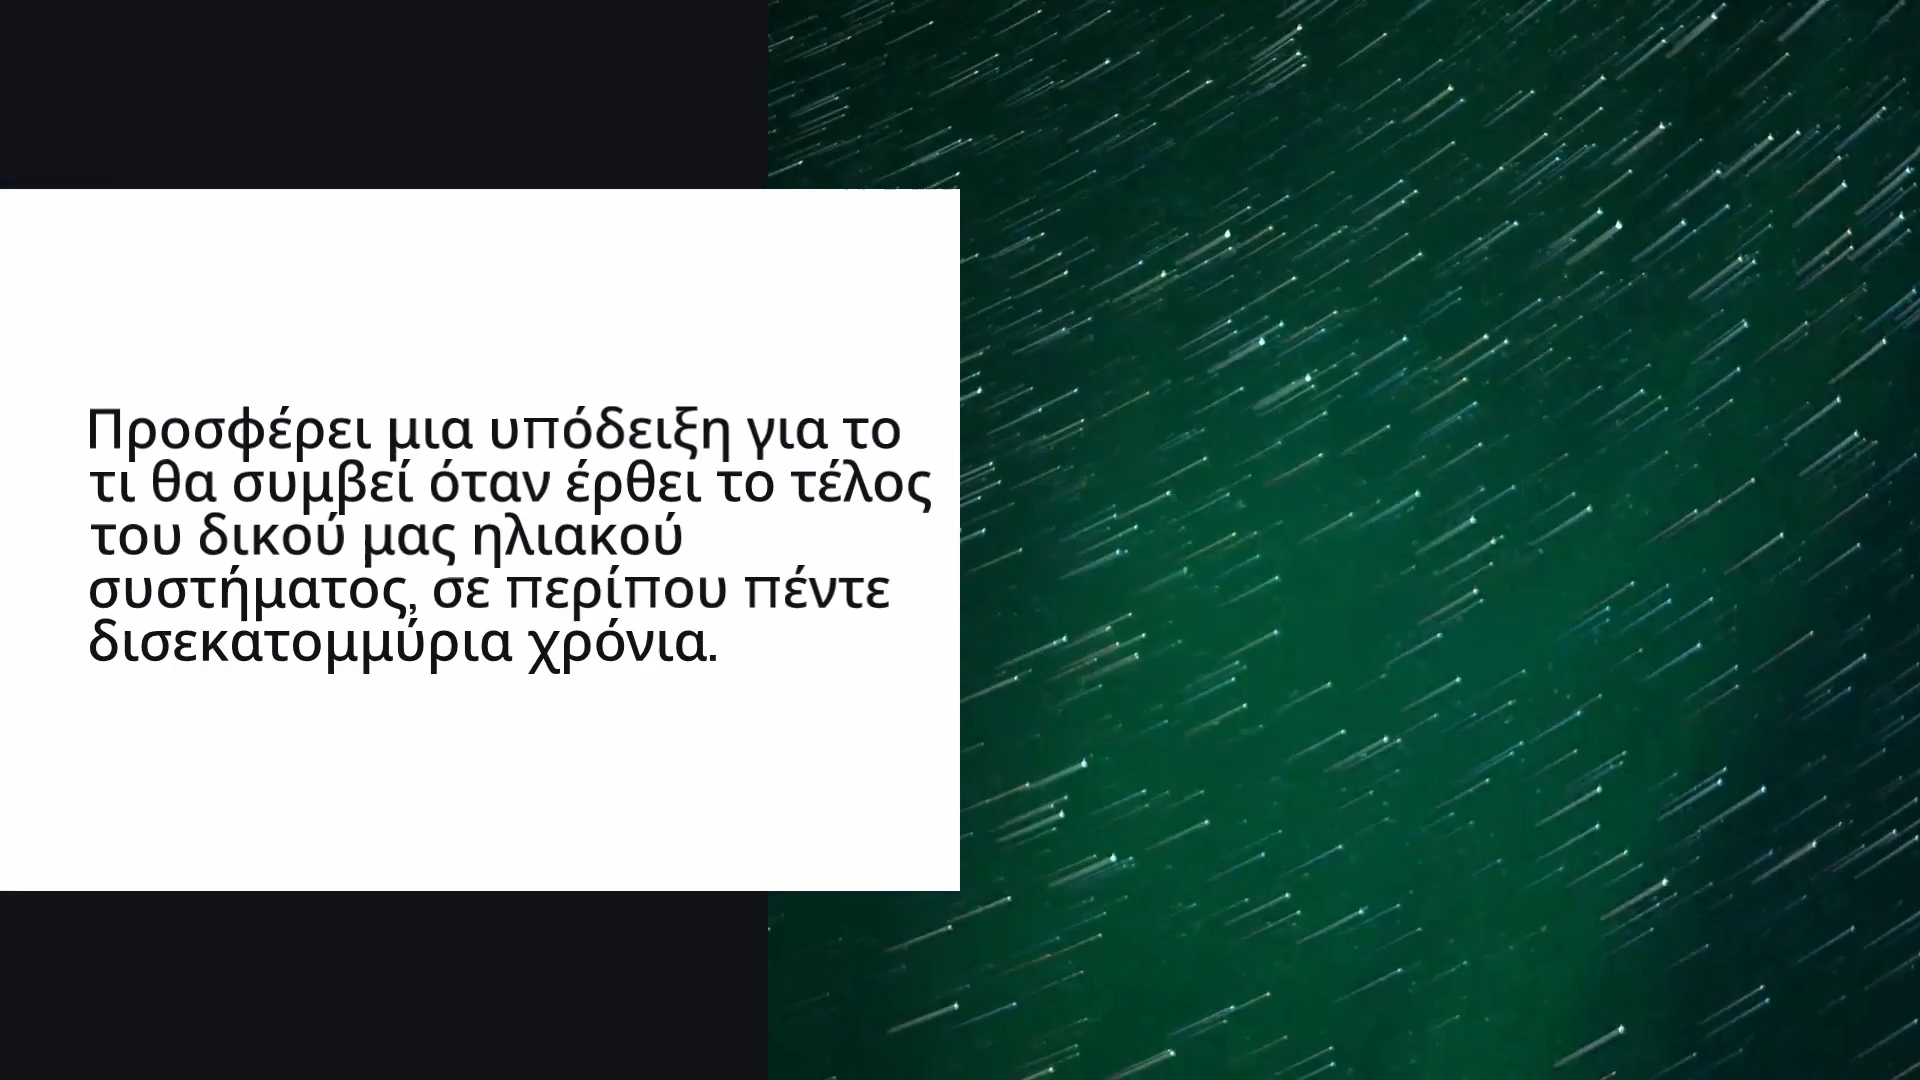 Προσφέρει μια υπόδειξη για το
τι θα συμβεί όταν έρθει το τέλος
του δικού μας ηλιακού
συστήματος, σε περίπου πέντε
δισεκατομμύρια χρόνια.